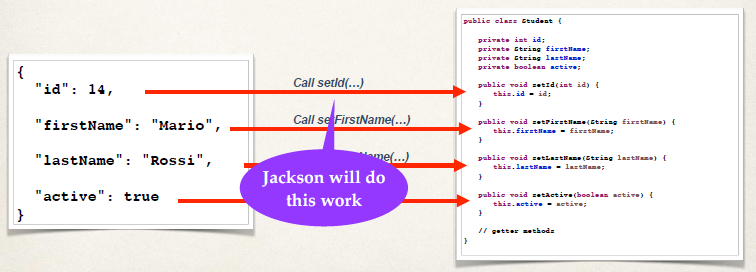 {
"id": 14,
"firstName": "Mario",
"lastName": "Rossi",
"active": true
}
Call setId(...)
Call setFirstName(...)
ame(...)
Jackson will do
this work
public class Student {
private int id;
private String firstName;
private String lastName;
private boolean active;
public void setId(int id) {
this.id = id;
}
public void setFirstName(String firstName) {
this.firstName = firstName;
}
public void setLastName(String lastName) {
this.lastName = lastName;
}
public void setActive(boolean active) {
this.active = active;
}
// getter methods
}